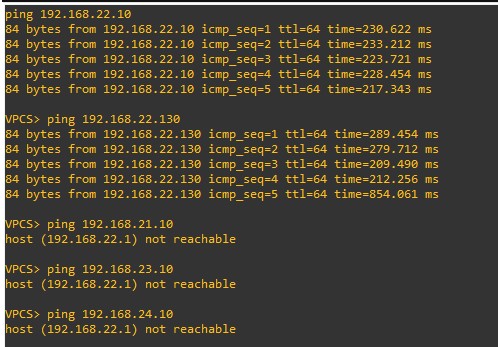 ping 192.168.22.10
84 bytes from 192.168.22.10 icmp_seq=1 ttl=64 time=230.622 ms
84 bytes from 192.168.22.10 icmp_seq=2 ttl=64 time=233.212 ms
84 bytes from 192.168.22.10 icmp_seq=3 ttl=64 time=223.721 ms
84 bytes from 192.168.22.10 icmp_seq=4 ttl=64 time=228.454 ms
84 bytes from 192.168.22.10 icmp_seq=5 ttl=64 time=217.343 ms
VPCS> ping 192.168.22.130
84 bytes from 192.168.22.130 icmp_seq=1 ttl=64 time=289.454 ms
84 bytes from 192.168.22.130 icmp_seq=2 ttl=64 time=279.712 ms
84 bytes from 192.168.22.130 icmp_seq=3 ttl=64 time=209.490 ms
84 bytes from 192.168.22.130 icmp_seq=4 ttl=64 time=212.256 ms
84 bytes from 192.168.22.130 icmp_seq=5 ttl=64 time=854.061 ms
VPCS> ping 192.168.21.10
host (192.168.22.1) not reachable
VPCS> ping 192.168.23.10
host (192.168.22.1) not reachable
VPCS> ping 192.168.24.10
host (192.168.22.1) not reachable